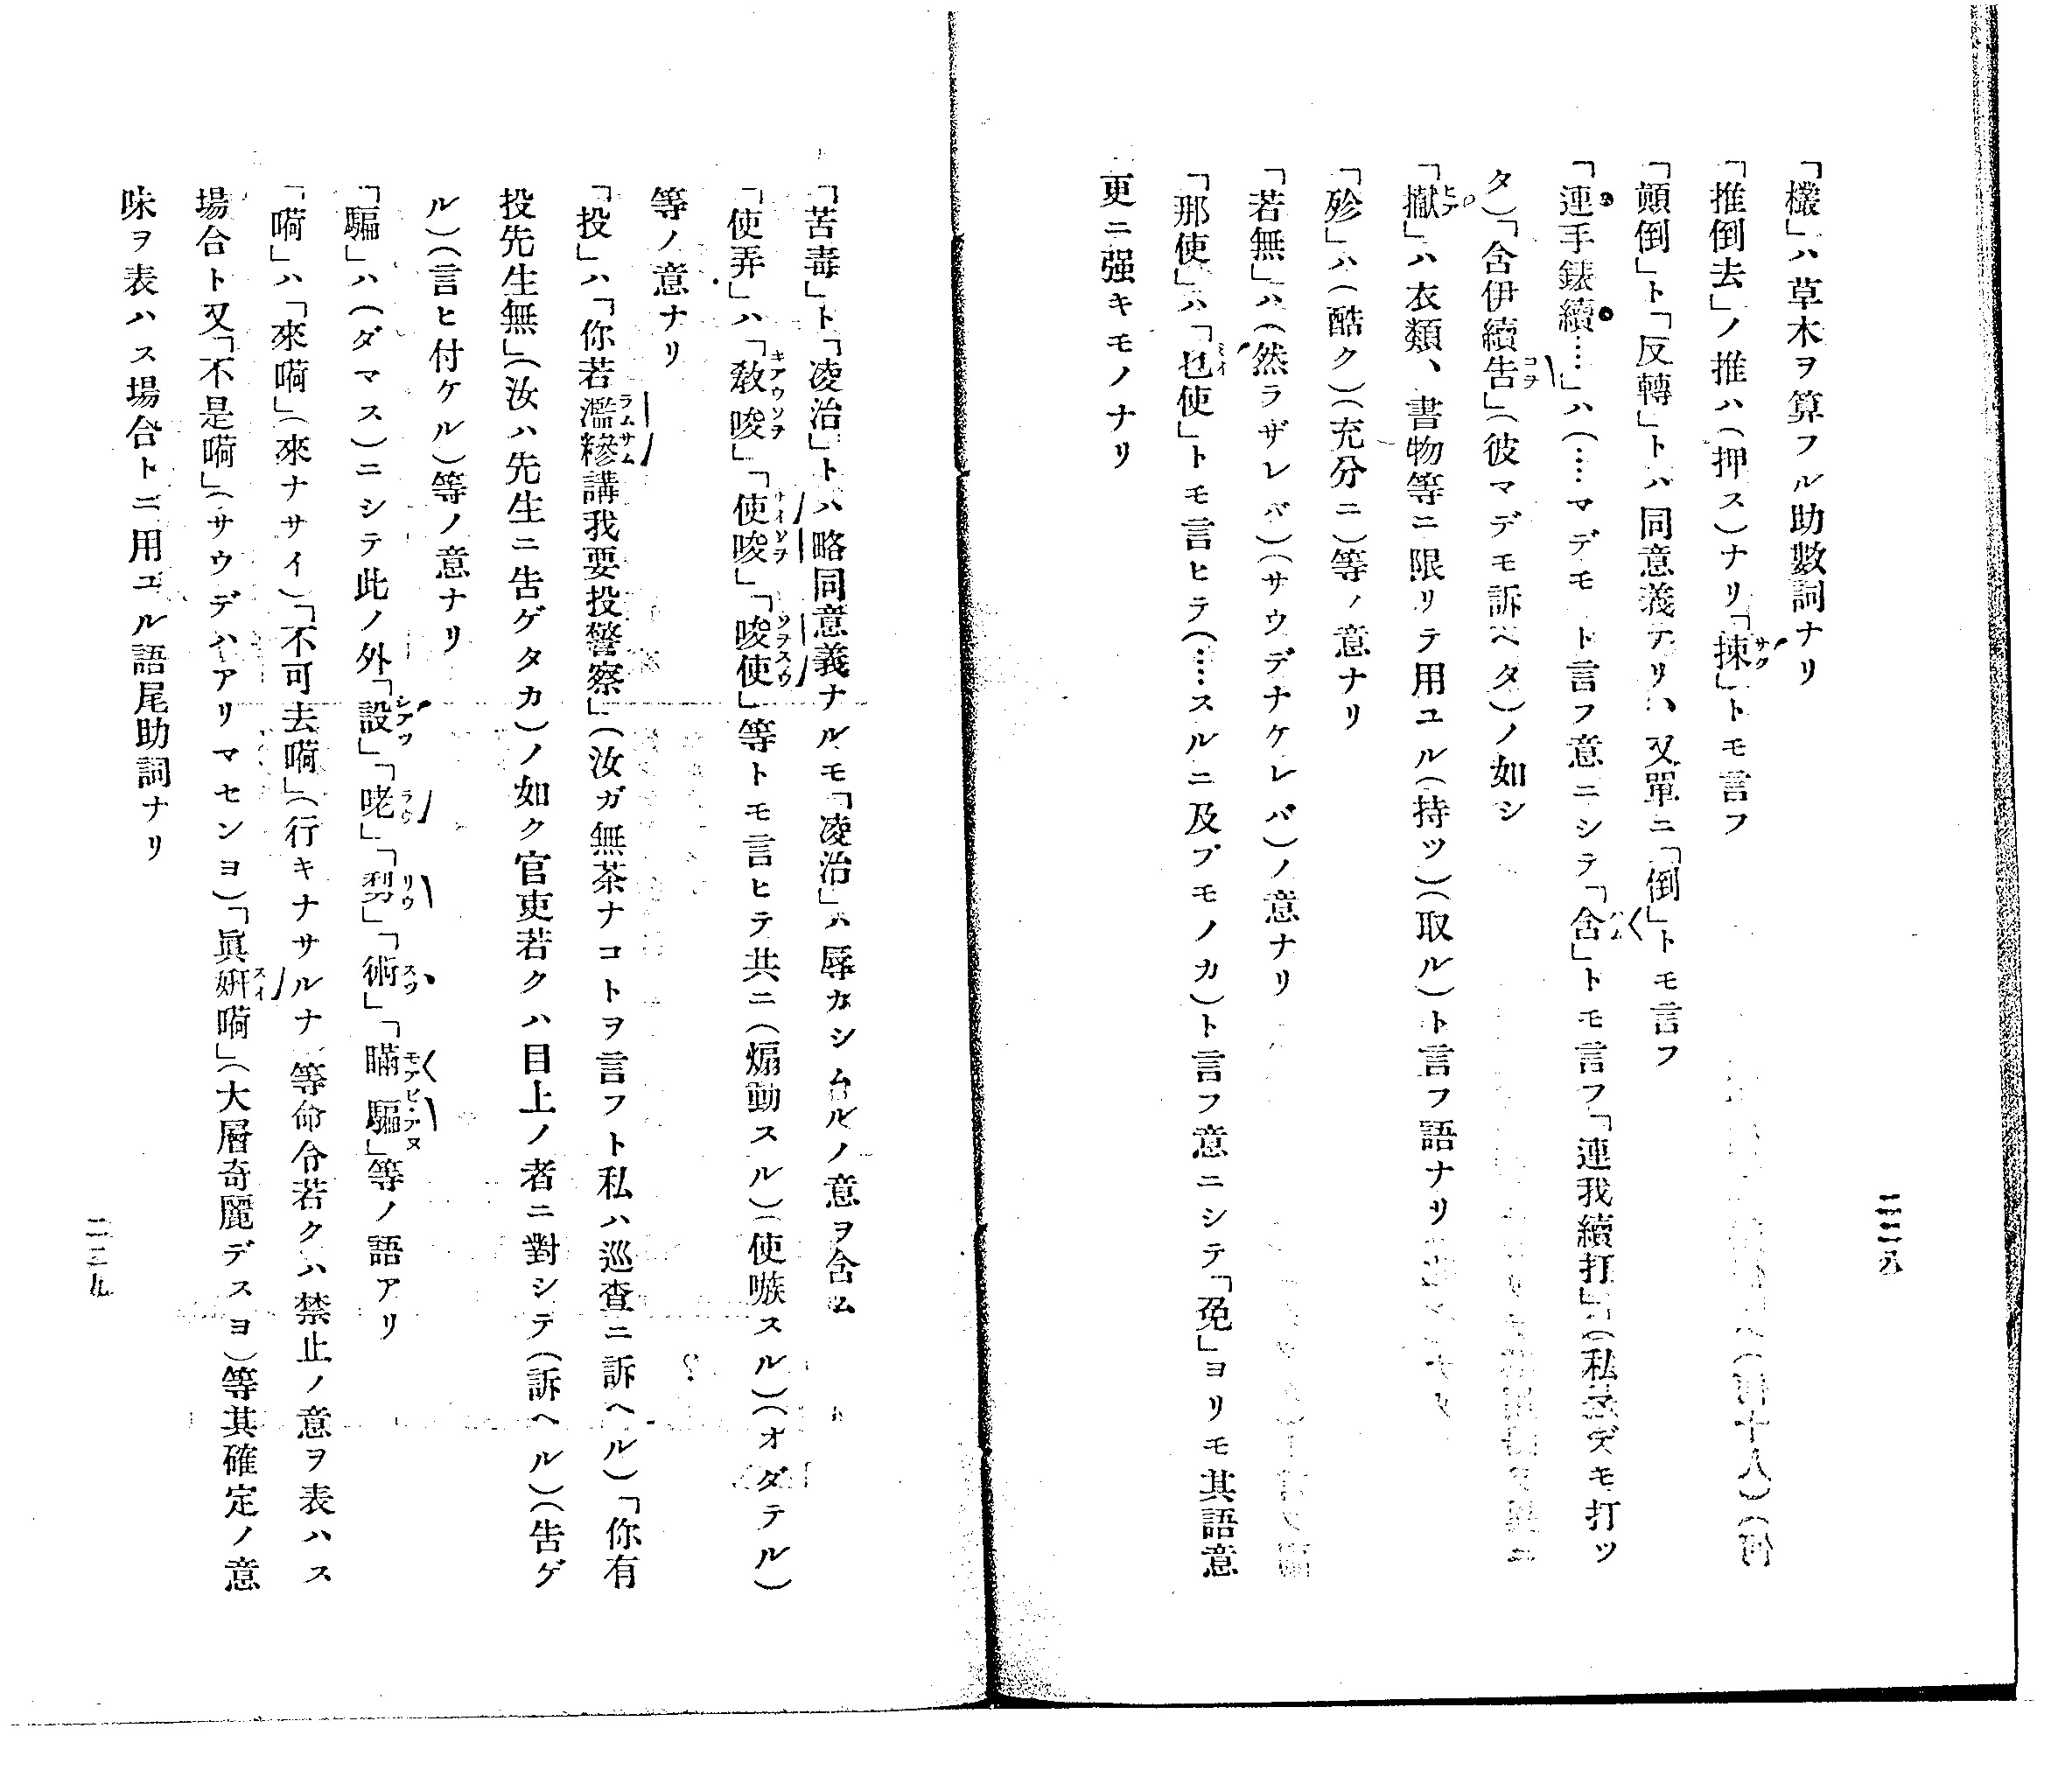 「欉」ハ草木ヲ算フル助數詞ナリ
「推倒去」ノ推ハ（押ス）ナリ「捒」トモ言フ
「顛倒」ト「反轉」トハ同意義ナリ、又單ニ「倒」トモ言フ
「連手錶續……」ハ（……マデモ）ト言フ意ニシテ「含」トモ言フ「連我續打」（私マデモ打ッ
タ）「含伊續告」（彼マデモ訴ヘタ）ノ如シ
「撳」ハ衣類、書物等ニ限リテ用ユル（持ツ）（取ル）ト言フ語ナリ
「殄」ハ（酷ク）（充分ニ）等ノ意ナリ
「若無」ハ（然ラザレバ）（サウデナケレバ）ノ意ナリ
「那使」ハ「乜使」トモ言ヒテ（……スルニ及ブモノカ）ト言フ意ニシテ「免」ヨリモ其語意
更ニ强キモノナリ
二二八
「苦毒」ト「凌治」トハ略同意義ナルモ「凌治」ハ辱カシムルノ意ヲ含ム
「使弄」ハ「敎唆」「使唆」「唆使」等トモ言ヒテ共ニ（煽動スル）（使嗾スル）（オダテル）
等ノ意ナリ
「投」ハ「你若濫糝講我要投警察」（汝ガ無茶ナコトヲ言フト私ハ巡査ニ訴ヘル）「你有
投先生無」（汝ハ先生ニ告ゲタカ）ノ如ク官吏若クハ目上ノ者ニ對シテ（訴ヘル）（告ゲ
ル）（言ヒ付ケル）等ノ意ナリ
「騙」ハ（ダマス）ニシテ此ノ外「設」「咾」「㔏」「術」「瞞騙」等ノ語アリ
「嗬」ハ「來嗬」（來ナサイ）「不可去嗬」（行キナサルナ）等命令若クハ禁止ノ意ヲ表ハス
場合ト又「不是嗬」（サウデハアリマセンヨ）「眞妍嗬」（大層奇麗デスヨ）等其確定ノ意
味ヲ表ハス場合トニ用ユル語尾助詞ナリ
二二九